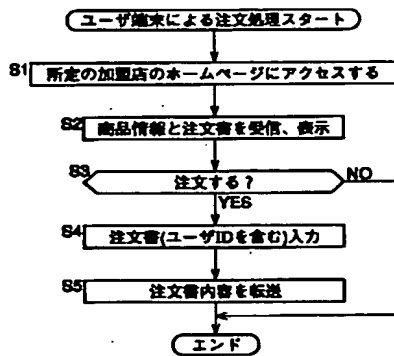 ユーザ端末による注文処理スタート
S1 所定の加盟店のホームページにアクセスする
S2 商品情報と注文書を受信、表示
S3 注文する? NO
YES
S4 注文書(ユーザIDを含む)入力
S5 注文書内容を転送
エンド